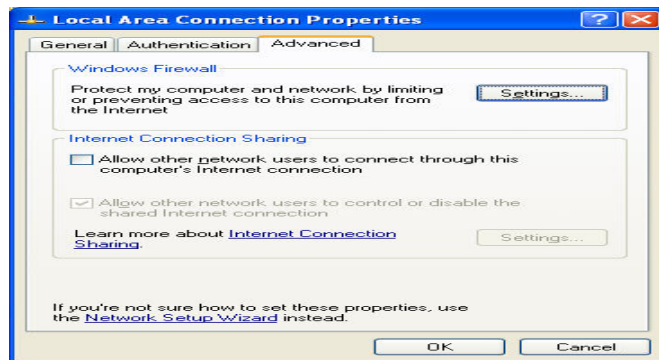 Local Area Connection Properties
General Authentication Advanced
Windows Firewall
Protect my computer and network by limiting
or preventing access to this computer from
the Internet
Settings...
Internet Connection Sharing
Allow other network users to connect through this
computer's Internet connection
Allow other network users to control or disable the
shared Internet connection
Learn more about Internet Connection
Sharing.
Settings...
If you're not sure how to set these properties, use
the Network Setup Wizard instead.
OK Cancel